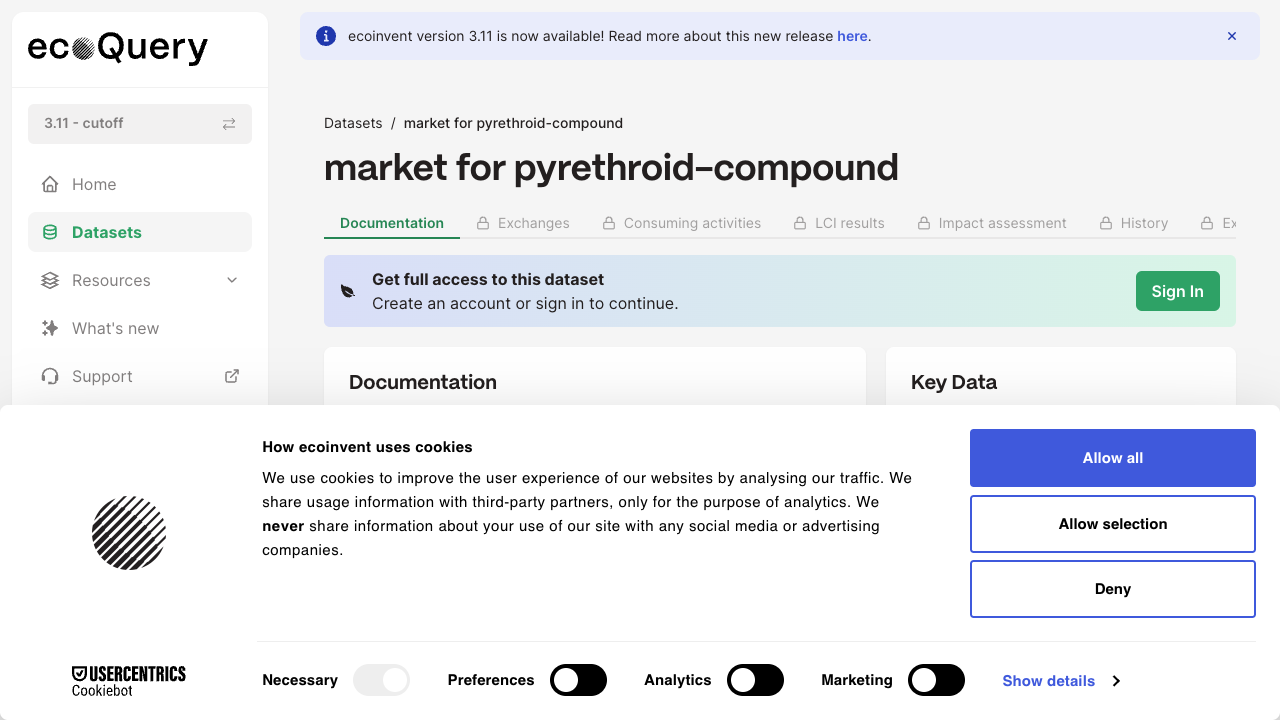 ecoQuery
3.11 - cutoff
Home
Datasets
Resources
What's new
Support
ecoinvent version 3.11 is now available! Read more about this new release here.
Datasets / market for pyrethroid-compound
market for pyrethroid-compound
Documentation Exchanges Consuming activities LCI results Impact assessment History Ex
Get full access to this dataset
Create an account or sign in to continue.
Sign In
Documentation
Key Data
How ecoinvent uses cookies
We use cookies to improve the user experience of our websites by analysing our traffic. We
share usage information with third-party partners, only for the purpose of analytics. We
never share information about your use of our site with any social media or advertising
companies.
Allow all
Allow selection
Deny
USERCENTRICS
Cookiebot
Necessary Preferences Analytics Marketing Show details